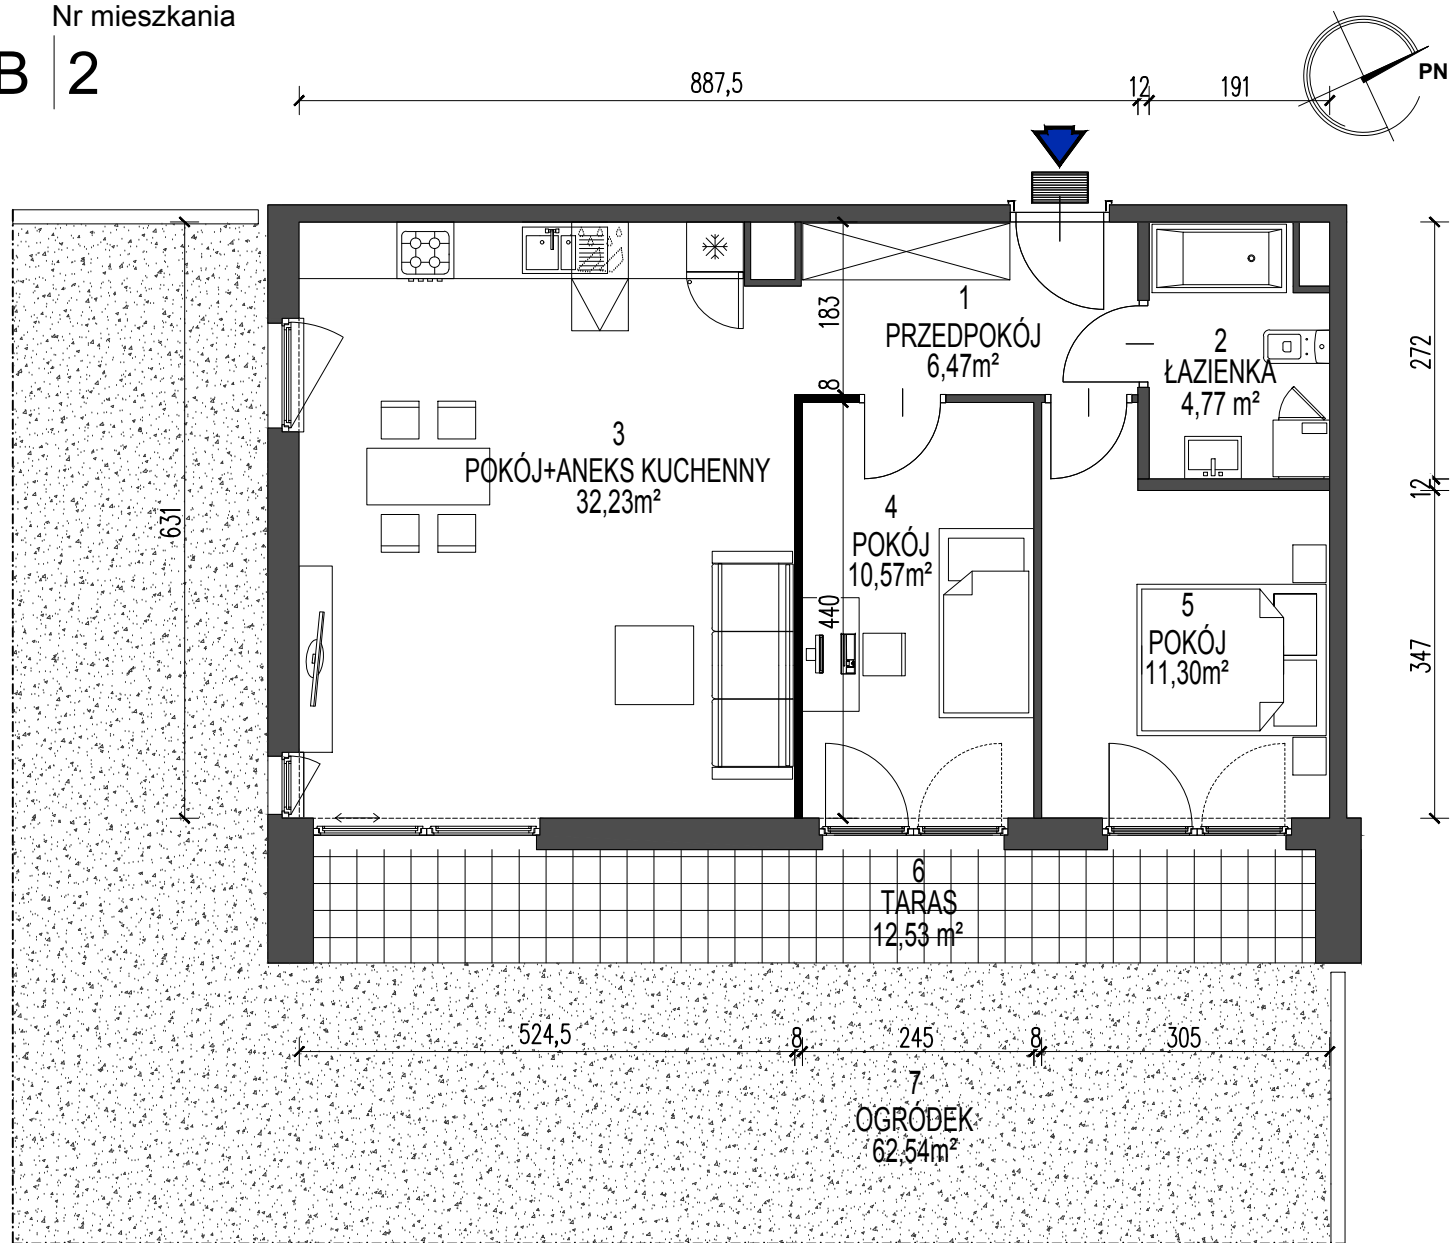 Nr mieszkania
B 2
887,5
12
191
PN
1
PRZEDPOKÓJ
6,47m²
183
8
2
ŁAZIENKA
4,77 m²
272
12
3
POKÓJ+ANEKS KUCHENNY
32,23m²
631
4
POKÓJ
10,57m²
440
5
POKÓJ
11,30m²
347
6
TARAS
12,53 m²
524,5
8
245
8
305
7
OGRÓDEK
62,54m²